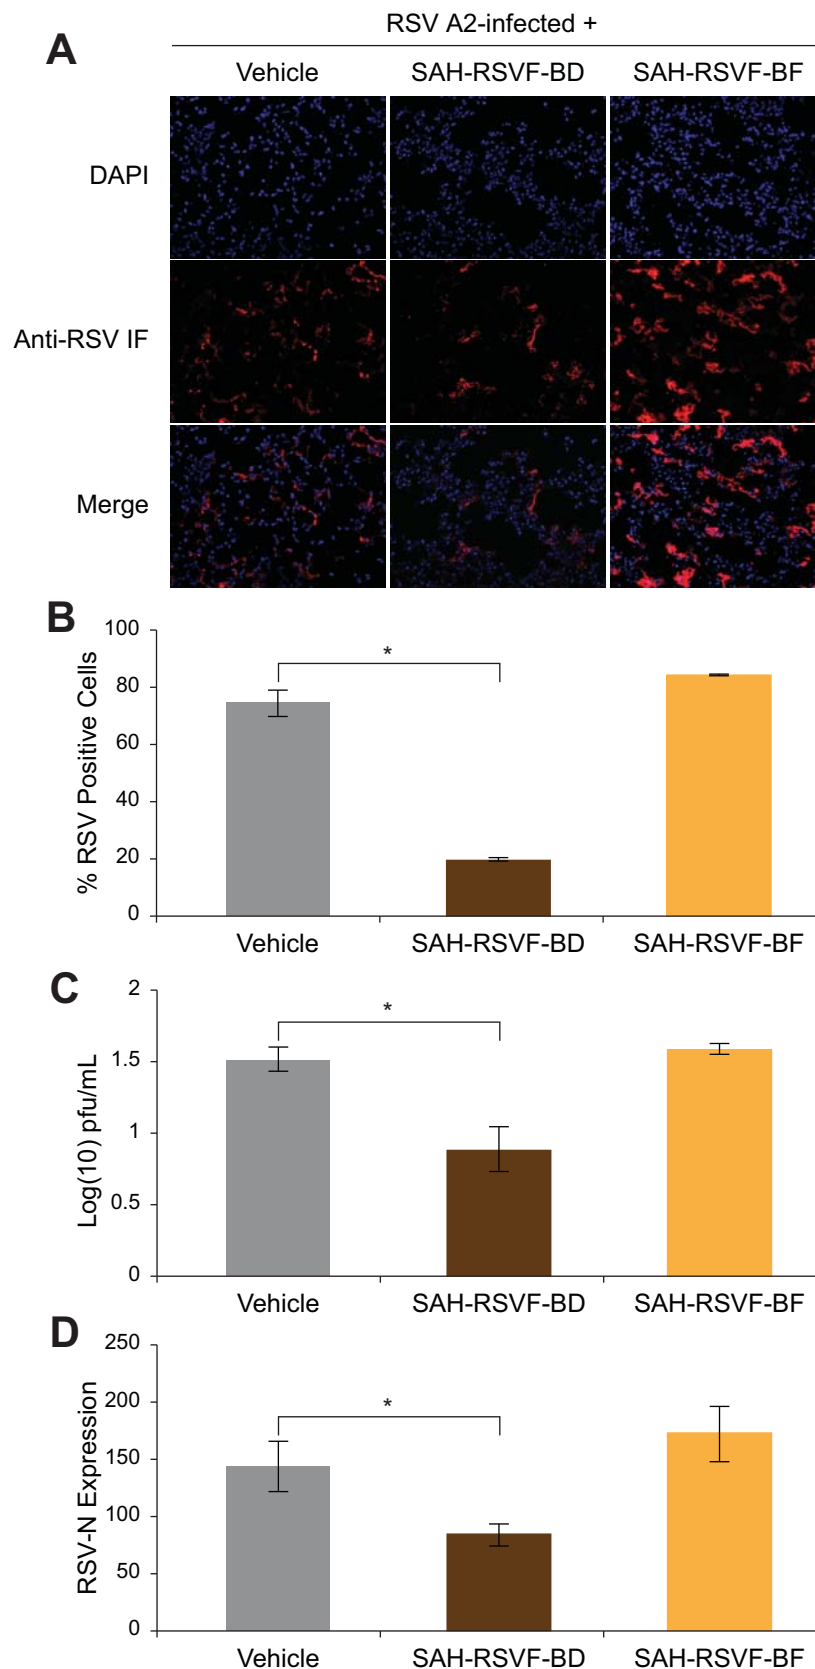 RSV A2-infected +
A
Vehicle SAH-RSVF-BD SAH-RSVF-BF
DAPI
Anti-RSV IF
Merge
B
% RSV Positive Cells
100
80
60
40
20
0
*
Vehicle SAH-RSVF-BD SAH-RSVF-BF
C
Log(10) pfu/mL
2
1.5
1
0.5
0
*
Vehicle SAH-RSVF-BD SAH-RSVF-BF
D
RSV-N Expression
250
200
150
100
50
0
*
Vehicle SAH-RSVF-BD SAH-RSVF-BF